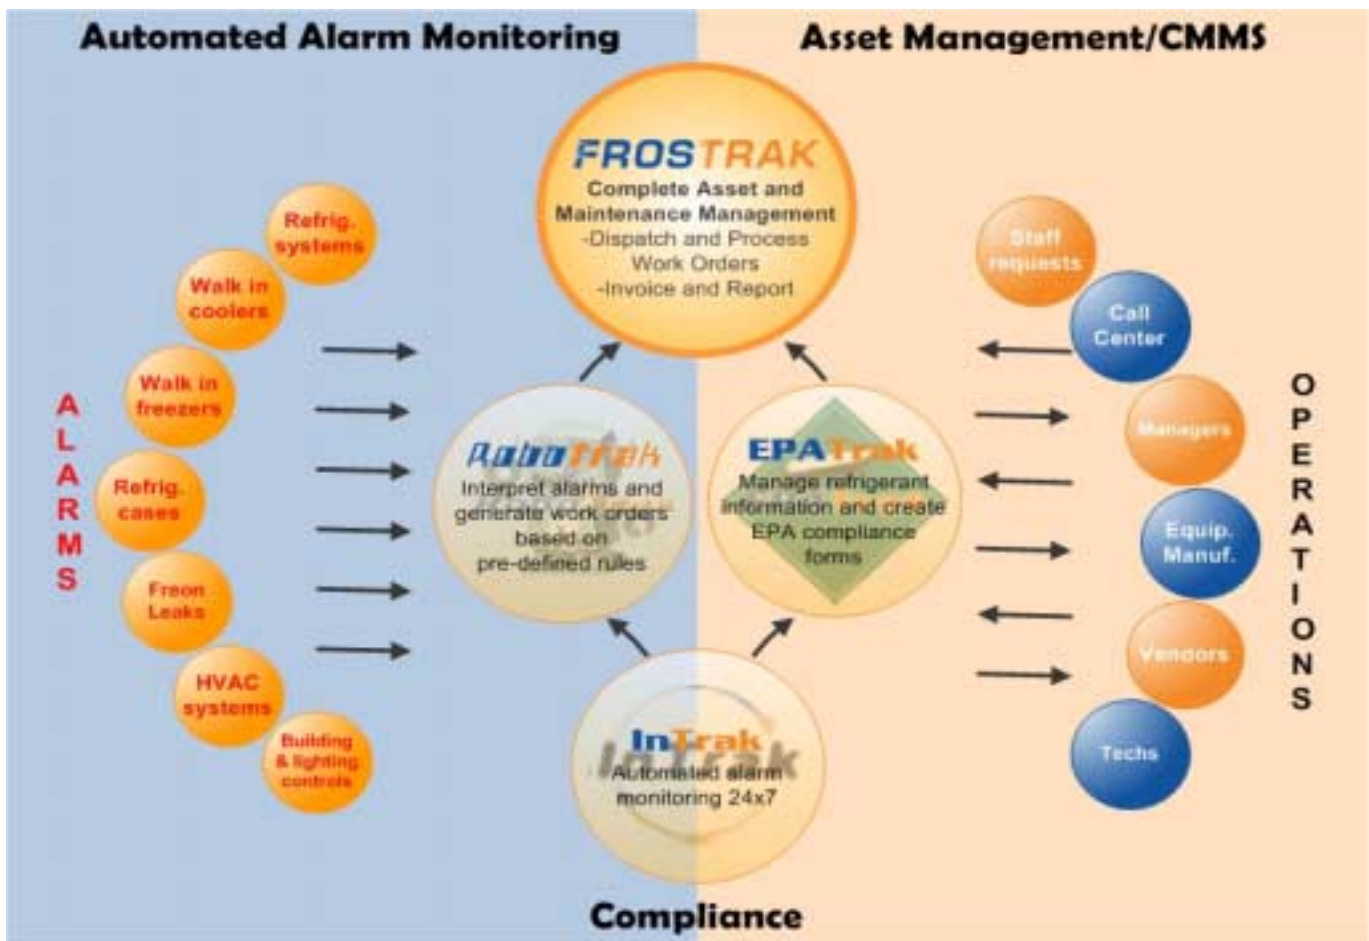 Automated Alarm Monitoring
Asset Management/CMMS
FROSTRAK
Complete Asset and
Maintenance Management
-Dispatch and Process
Work Orders
-Invoice and Report
ALARMS
Refrig.
systems
Walk in
coolers
Walk in
freezers
Refrig.
cases
Freon
Leaks
HVAC
systems
Building
& lighting
controls
RoboTrak
Interpret alarms and
generate work orders
based on
pre-defined rules
EPATrak
Manage refrigerant
information and create
EPA compliance
forms
InTrak
InTrak
Automated alarm
monitoring 24x7
Staff
requests
Call
Center
Managers
Equip.
Manuf.
Vendors
Techs
OPERATIONS
Compliance